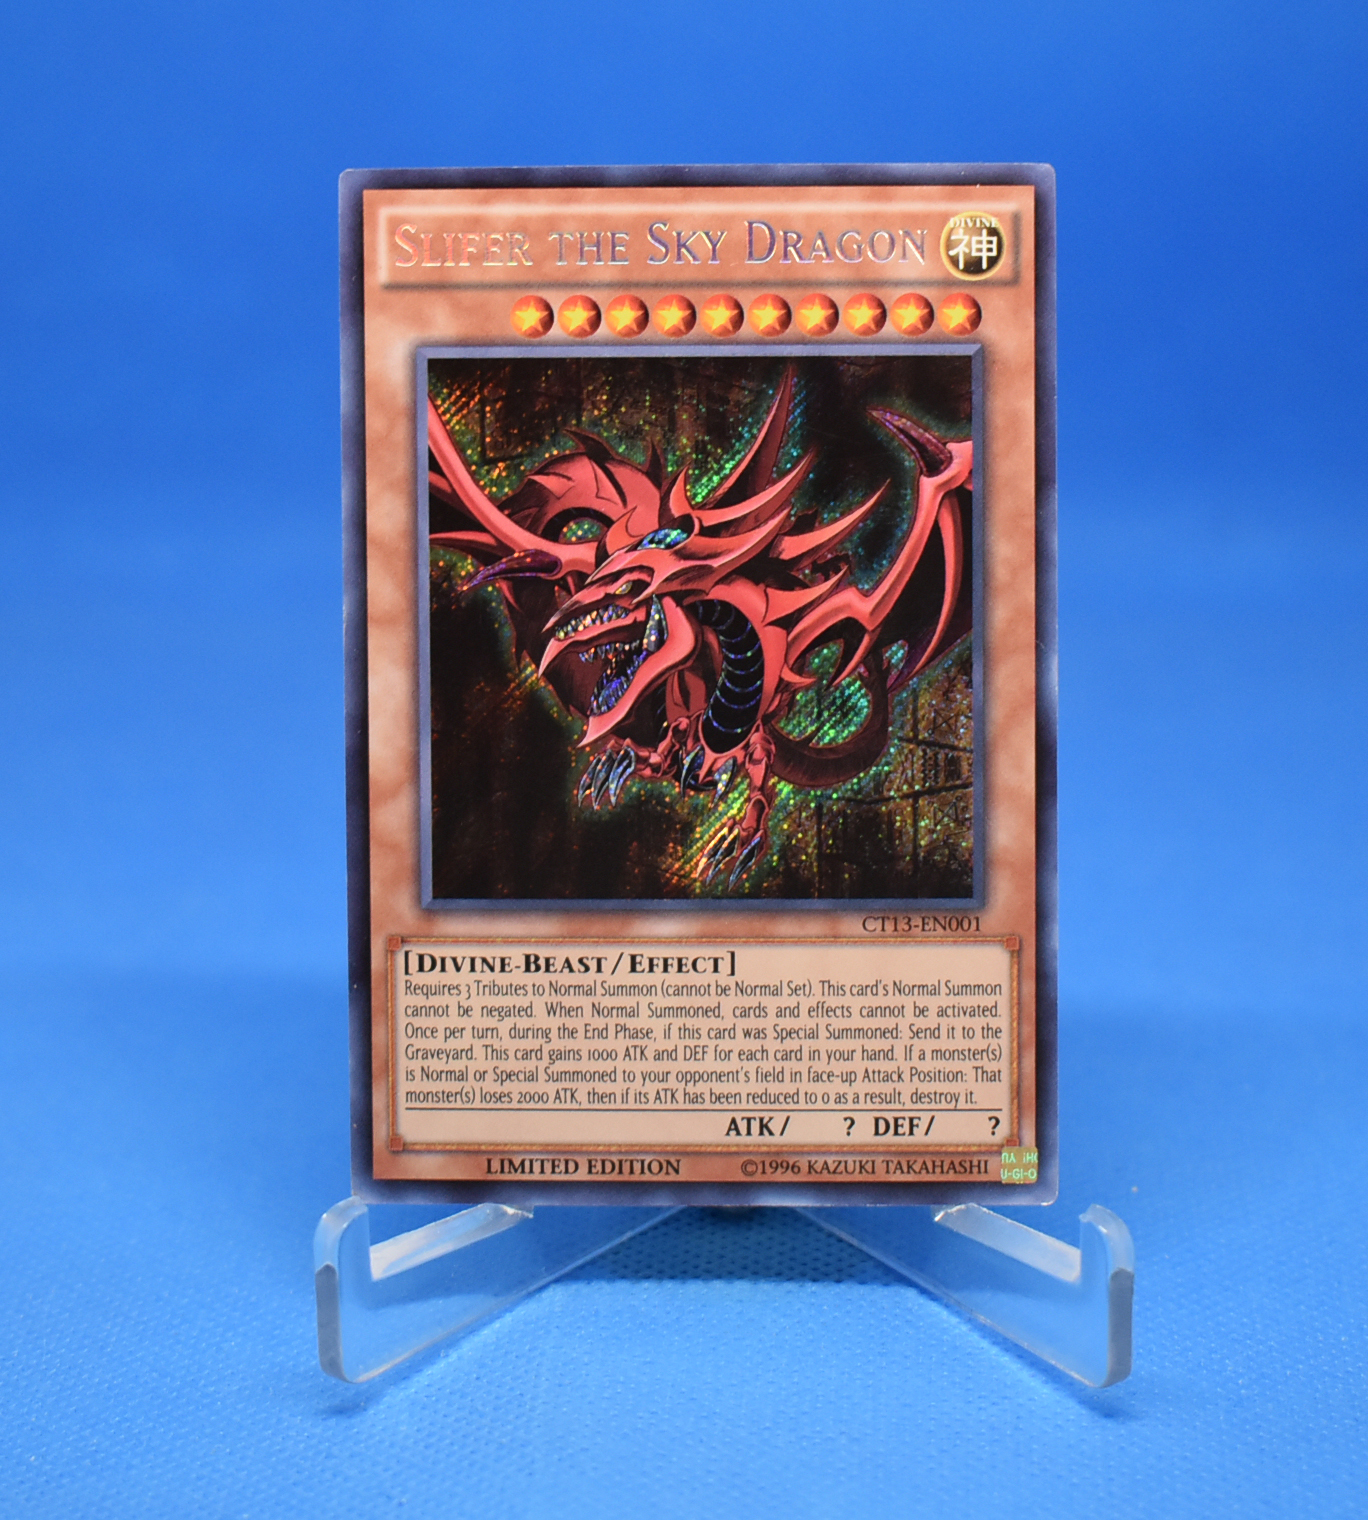 SLIFER THE SKY DRAGON
DIVINE
神
CT13-EN001
[DIVINE-BEAST/EFFECT]
Requires 3 Tributes to Normal Summon (cannot be Normal Set). This card's Normal Summon
cannot be negated. When Normal Summoned, cards and effects cannot be activated.
Once per turn, during the End Phase, if this card was Special Summoned: Send it to the
Graveyard. This card gains 1000 ATK and DEF for each card in your hand. If a monster(s)
is Normal or Special Summoned to your opponent's field in face-up Attack Position: That
monster(s) loses 2000 ATK, then if its ATK has been reduced to 0 as a result, destroy it.
ATK/ ? DEF/ ?
LIMITED EDITION ©1996 KAZUKI TAKAHASHI
U-GI-O